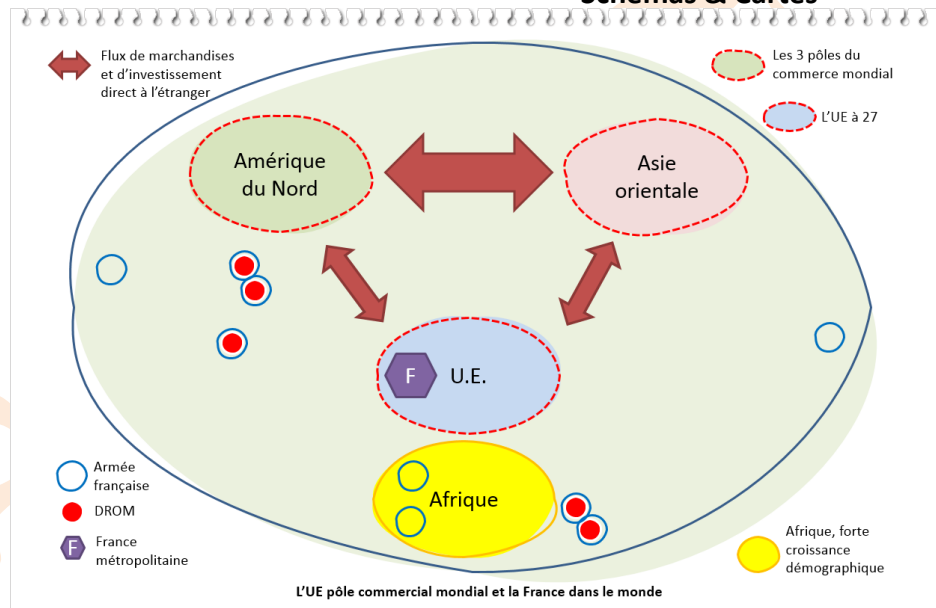 Schémas & Cartes
Flux de marchandises
et d'investissement
direct à l'étranger
Les 3 pôles du
commerce mondial
L'UE à 27
Amérique
du Nord
Asie
orientale
F
U.E.
Afrique
Armée
française
DROM
F
France
métropolitaine
Afrique, forte
croissance
démographique
L'UE pôle commercial mondial et la France dans le monde